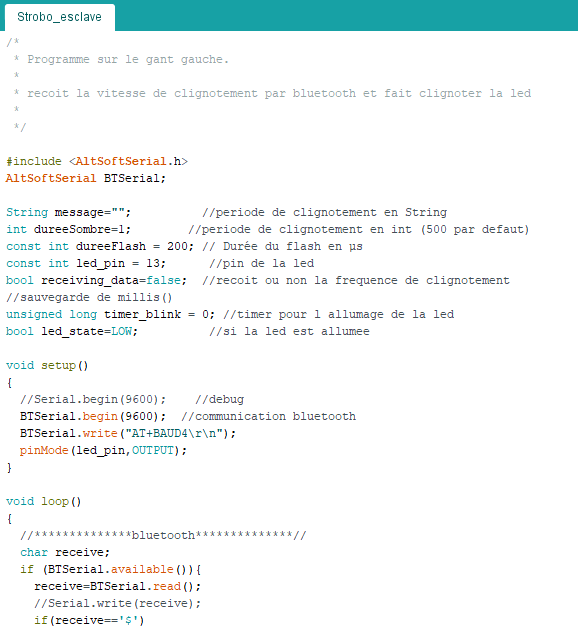 Strobo_esclave
/*
 * Programme sur le gant gauche.
 *
 * recoit la vitesse de clignotement par bluetooth et fait clignoter la led
 *
 */
#include <AltSoftSerial.h>
AltSoftSerial BTSerial;
String message="";          //periode de clignotement en String
int dureeSombre=1;        //periode de clignotement en int (500 par defaut)
const int dureeFlash = 200; // Durée du flash en µs
const int led_pin = 13;      //pin de la led
bool receiving_data=false;  //recoit ou non la frequence de clignotement
//sauvegarde de millis()
unsigned long timer_blink = 0; //timer pour l allumage de la led
bool led_state=LOW;          //si la led est allumee
void setup()
{
  //Serial.begin(9600);    //debug
  BTSerial.begin(9600);  //communication bluetooth
  BTSerial.write("AT+BAUD4\r\n");
  pinMode(led_pin,OUTPUT);
}
void loop()
{
  //**************bluetooth**************//
  char receive;
  if (BTSerial.available()){
    receive=BTSerial.read();
    //Serial.write(receive);
    if(receive=='$')